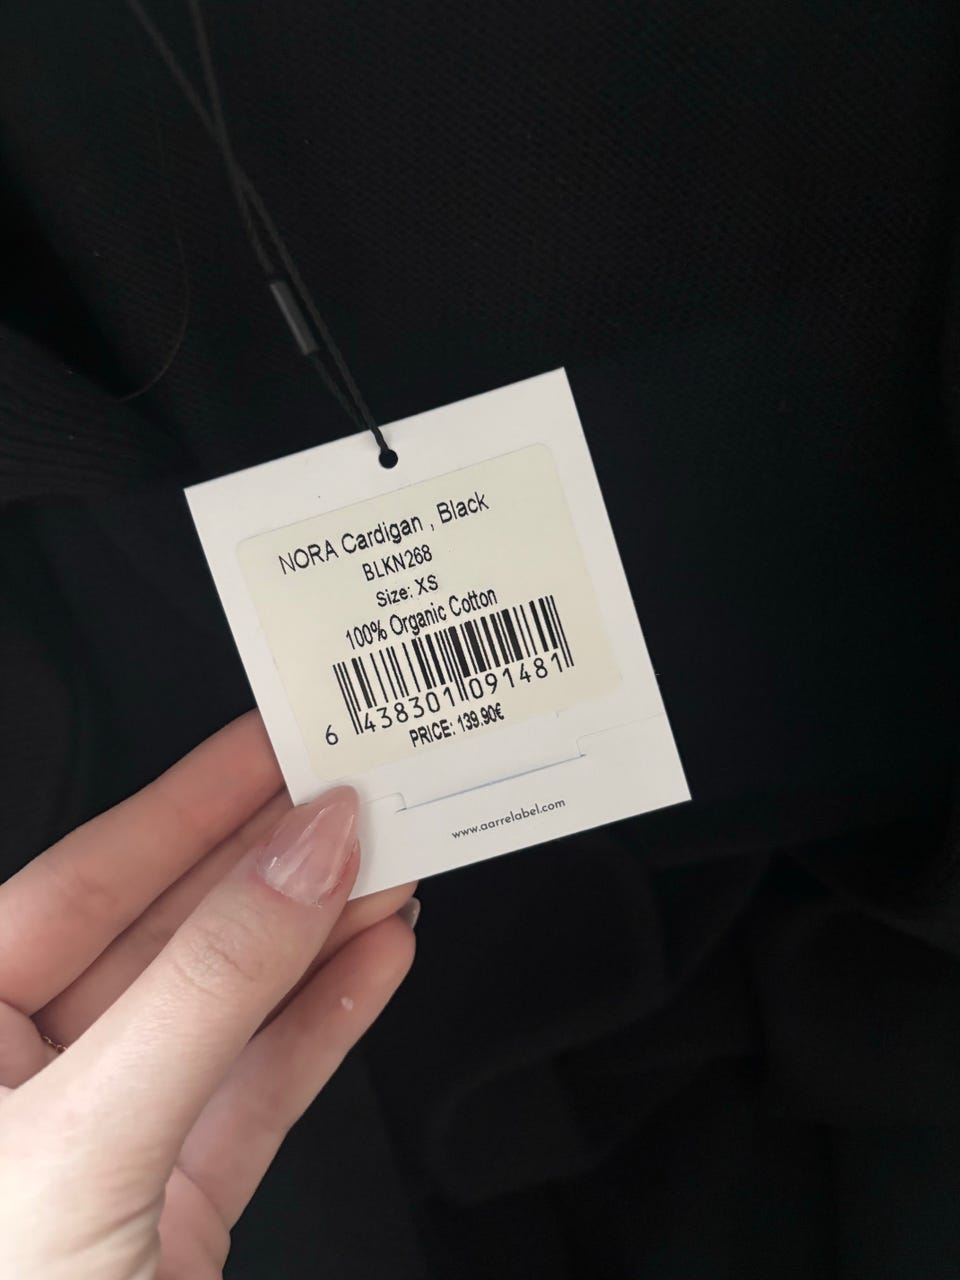 NORA Cardigan , Black
BLKN268
Size: XS
100% Organic Cotton
6 438301 091481
PRICE: 139.90€
www.aarrelabel.com